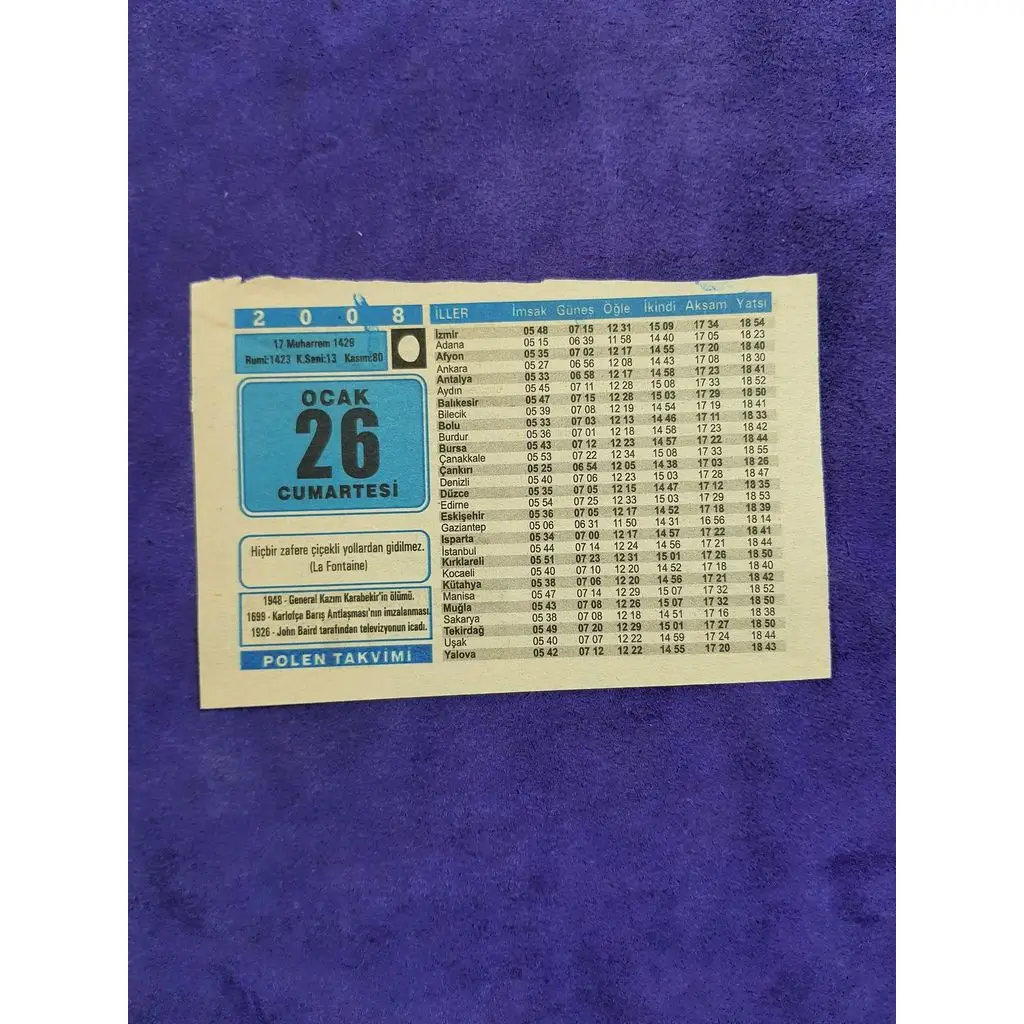 2 0 0 8
17 Muharrem 1429
Rumi:1423 K.Seni:13 Kasım:80
OCAK
26
CUMARTESİ
Hiçbir zafere çiçekli yollardan gidilmez.
(La Fontaine)
1948 - General Kazım Karabekir'in ölümü.
1699 - Karlofça Barış Antlaşması'nın imzalanması
1926 - John Baird tarafından televizyonun icadı.
POLEN TAKVİMİ
İLLER İmsak Güneş Öğle İkindi Akşam Yatsı
İzmir 05 48 07 15 12 31 15 09 17 34 18 54
Adana 05 15 06 39 11 58 14 40 17 05 18 23
Afyon 05 35 07 02 12 17 14 55 17 20 18 40
Ankara 05 27 06 56 12 08 14 43 17 08 18 30
Antalya 05 33 06 58 12 17 14 58 17 23 18 41
Aydın 05 45 07 11 12 28 15 08 17 33 18 52
Balıkesir 05 47 07 15 12 28 15 03 17 29 18 50
Bilecik 05 39 07 08 12 19 14 54 17 19 18 41
Bolu 05 33 07 03 12 13 14 46 17 11 18 33
Burdur 05 36 07 01 12 18 14 58 17 23 18 42
Bursa 05 43 07 12 12 23 14 57 17 22 18 44
Çanakkale 05 53 07 22 12 34 15 08 17 33 18 55
Çankırı 05 25 06 54 12 05 14 38 17 03 18 26
Denizli 05 40 07 06 12 23 15 03 17 28 18 47
Düzce 05 35 07 05 12 15 14 47 17 12 18 35
Edirne 05 54 07 25 12 33 15 03 17 29 18 53
Eskişehir 05 36 07 05 12 17 14 52 17 18 18 39
Gaziantep 05 06 06 31 11 50 14 31 16 56 18 14
Isparta 05 34 07 00 12 17 14 57 17 22 18 41
İstanbul 05 44 07 14 12 24 14 56 17 21 18 44
Kırklareli 05 51 07 23 12 31 15 01 17 26 18 50
Kocaeli 05 40 07 10 12 20 14 52 17 18 18 40
Kütahya 05 38 07 06 12 20 14 56 17 21 18 42
Manisa 05 47 07 14 12 29 15 07 17 32 18 52
Muğla 05 43 07 08 12 26 15 07 17 32 18 50
Sakarya 05 38 07 08 12 18 14 51 17 16 18 38
Tekirdağ 05 49 07 20 12 29 15 01 17 27 18 50
Uşak 05 40 07 07 12 22 14 59 17 24 18 44
Yalova 05 42 07 12 12 22 14 55 17 20 18 43